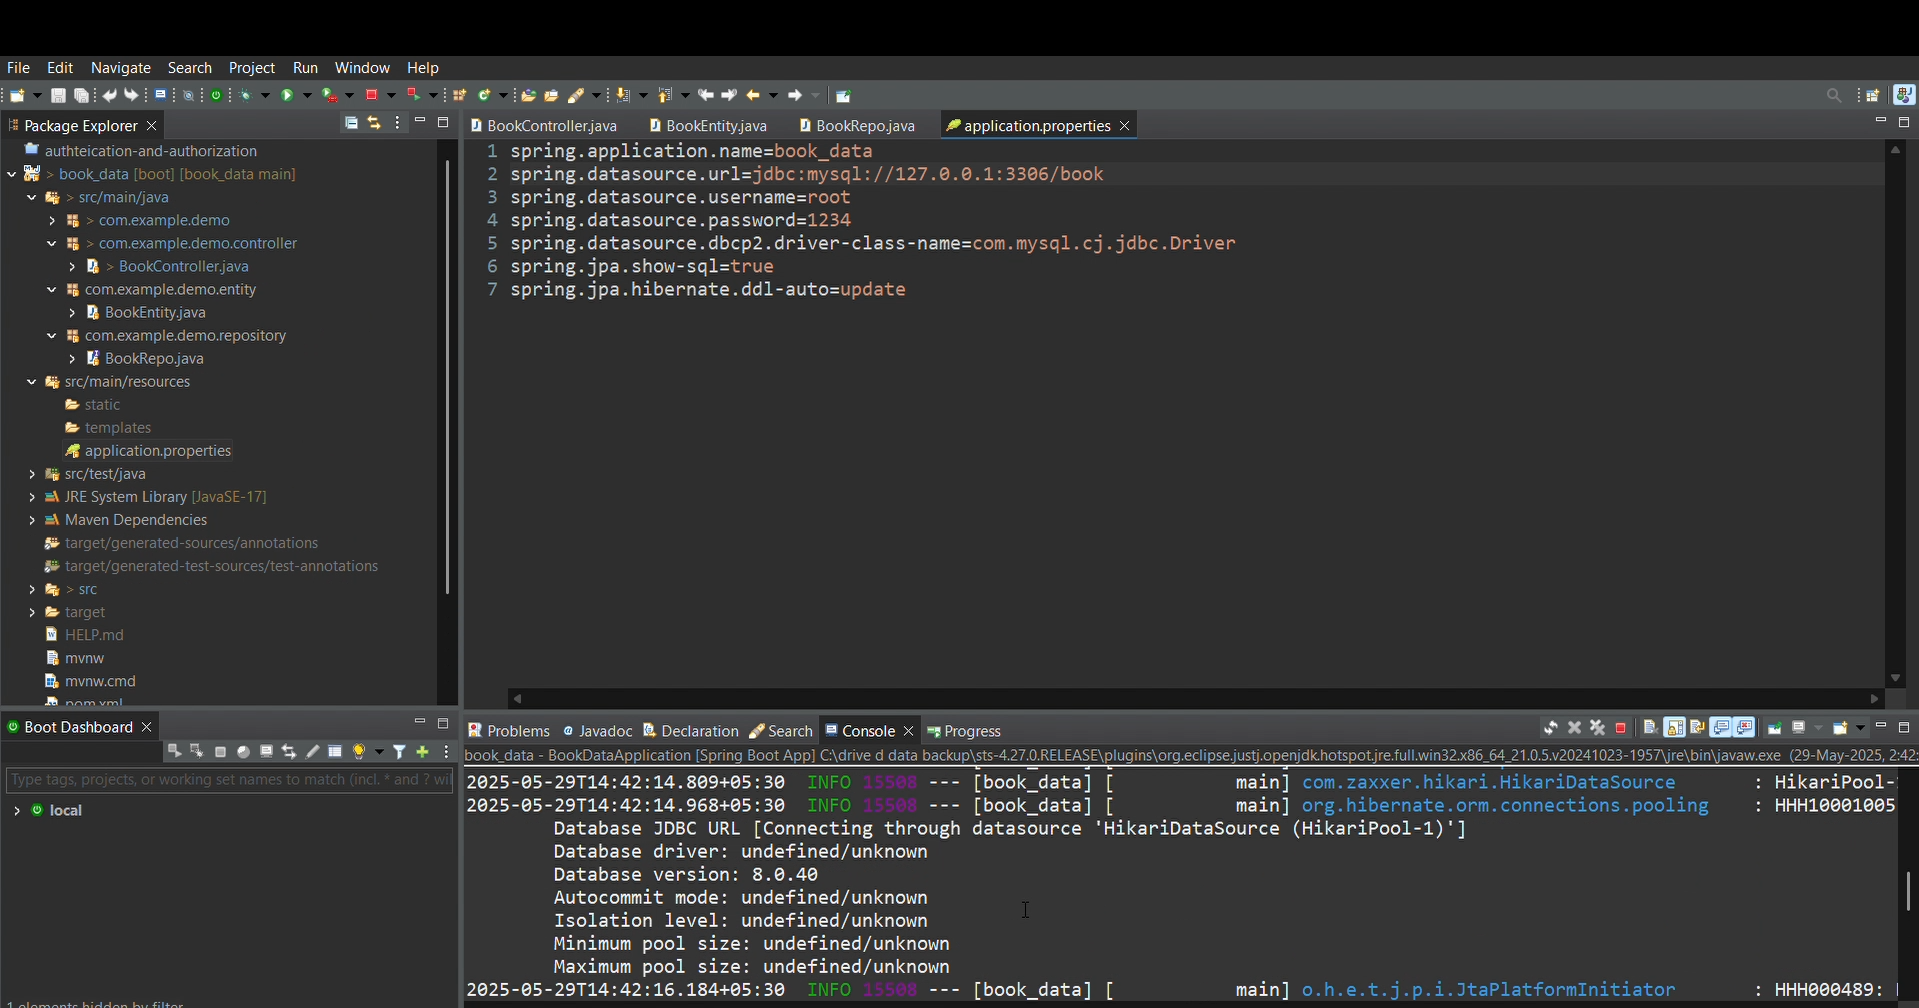 File Edit Navigate Search Project Run Window Help
Package Explorer
authteication-and-authorization
> book_data [boot] [book_data main]
> src/main/java
> com.example.demo
> com.example.demo.controller
> BookController.java
com.example.demo.entity
BookEntity.java
com.example.demo.repository
BookRepo.java
src/main/resources
static
templates
application.properties
src/test/java
JRE System Library [JavaSE-17]
Maven Dependencies
target/generated-sources/annotations
target/generated-test-sources/test-annotations
> src
target
HELP.md
mvnw
mvnw.cmd
pom.xml
BookController.java BookEntity.java BookRepo.java application.properties
1 spring.application.name=book_data
2 spring.datasource.url=jdbc:mysql://127.0.0.1:3306/book
3 spring.datasource.username=root
4 spring.datasource.password=1234
5 spring.datasource.dbcp2.driver-class-name=com.mysql.cj.jdbc.Driver
6 spring.jpa.show-sql=true
7 spring.jpa.hibernate.ddl-auto=update
Boot Dashboard
Type tags, projects, or working set names to match (incl. * and ? wil
local
1 elements hidden by filter
Problems Javadoc Declaration Search Console Progress
book_data - BookDataApplication [Spring Boot App] C:\drive d data backup\sts-4.27.0.RELEASE\plugins\org.eclipse.justj.openjdk.hotspot.jre.full.win32.x86_64_21.0.5.v20241023-1957\jre\bin\javaw.exe (29-May-2025, 2:42:
2025-05-29T14:42:14.809+05:30 INFO 15508 --- [book_data] [ main] com.zaxxer.hikari.HikariDataSource : HikariPool-
2025-05-29T14:42:14.968+05:30 INFO 15508 --- [book_data] [ main] org.hibernate.orm.connections.pooling : HHH10001005
Database JDBC URL [Connecting through datasource 'HikariDataSource (HikariPool-1)']
Database driver: undefined/unknown
Database version: 8.0.40
Autocommit mode: undefined/unknown
Isolation level: undefined/unknown
Minimum pool size: undefined/unknown
Maximum pool size: undefined/unknown
2025-05-29T14:42:16.184+05:30 INFO 15508 --- [book_data] [ main] o.h.e.t.j.p.i.JtaPlatformInitiator : HHH000489: